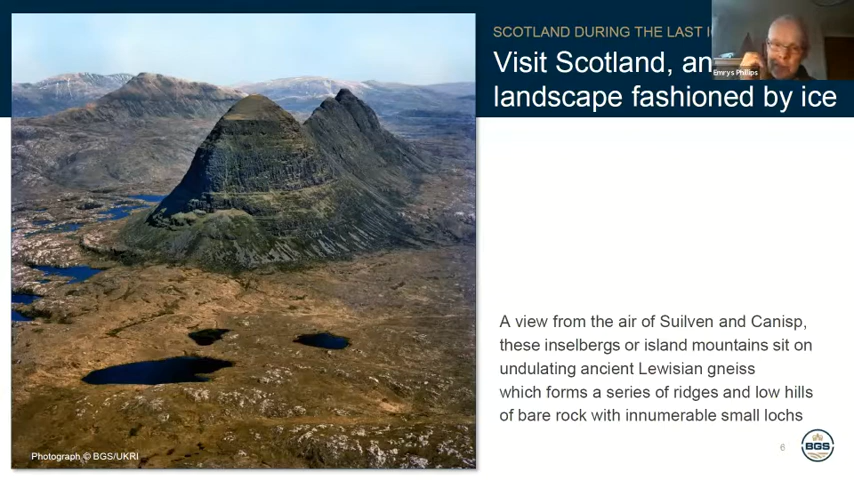 SCOTLAND DURING THE LAST
Visit Scotland,
landscape fashioned by ice
Emrys Phillips
A view from the air of Suilven and Canisp,
these inselbergs or island mountains sit on
undulating ancient Lewisian gneiss
which forms a series of ridges and low hills
of bare rock with innumerable small lochs
Photograph © BGS/UKRI
6
BGS